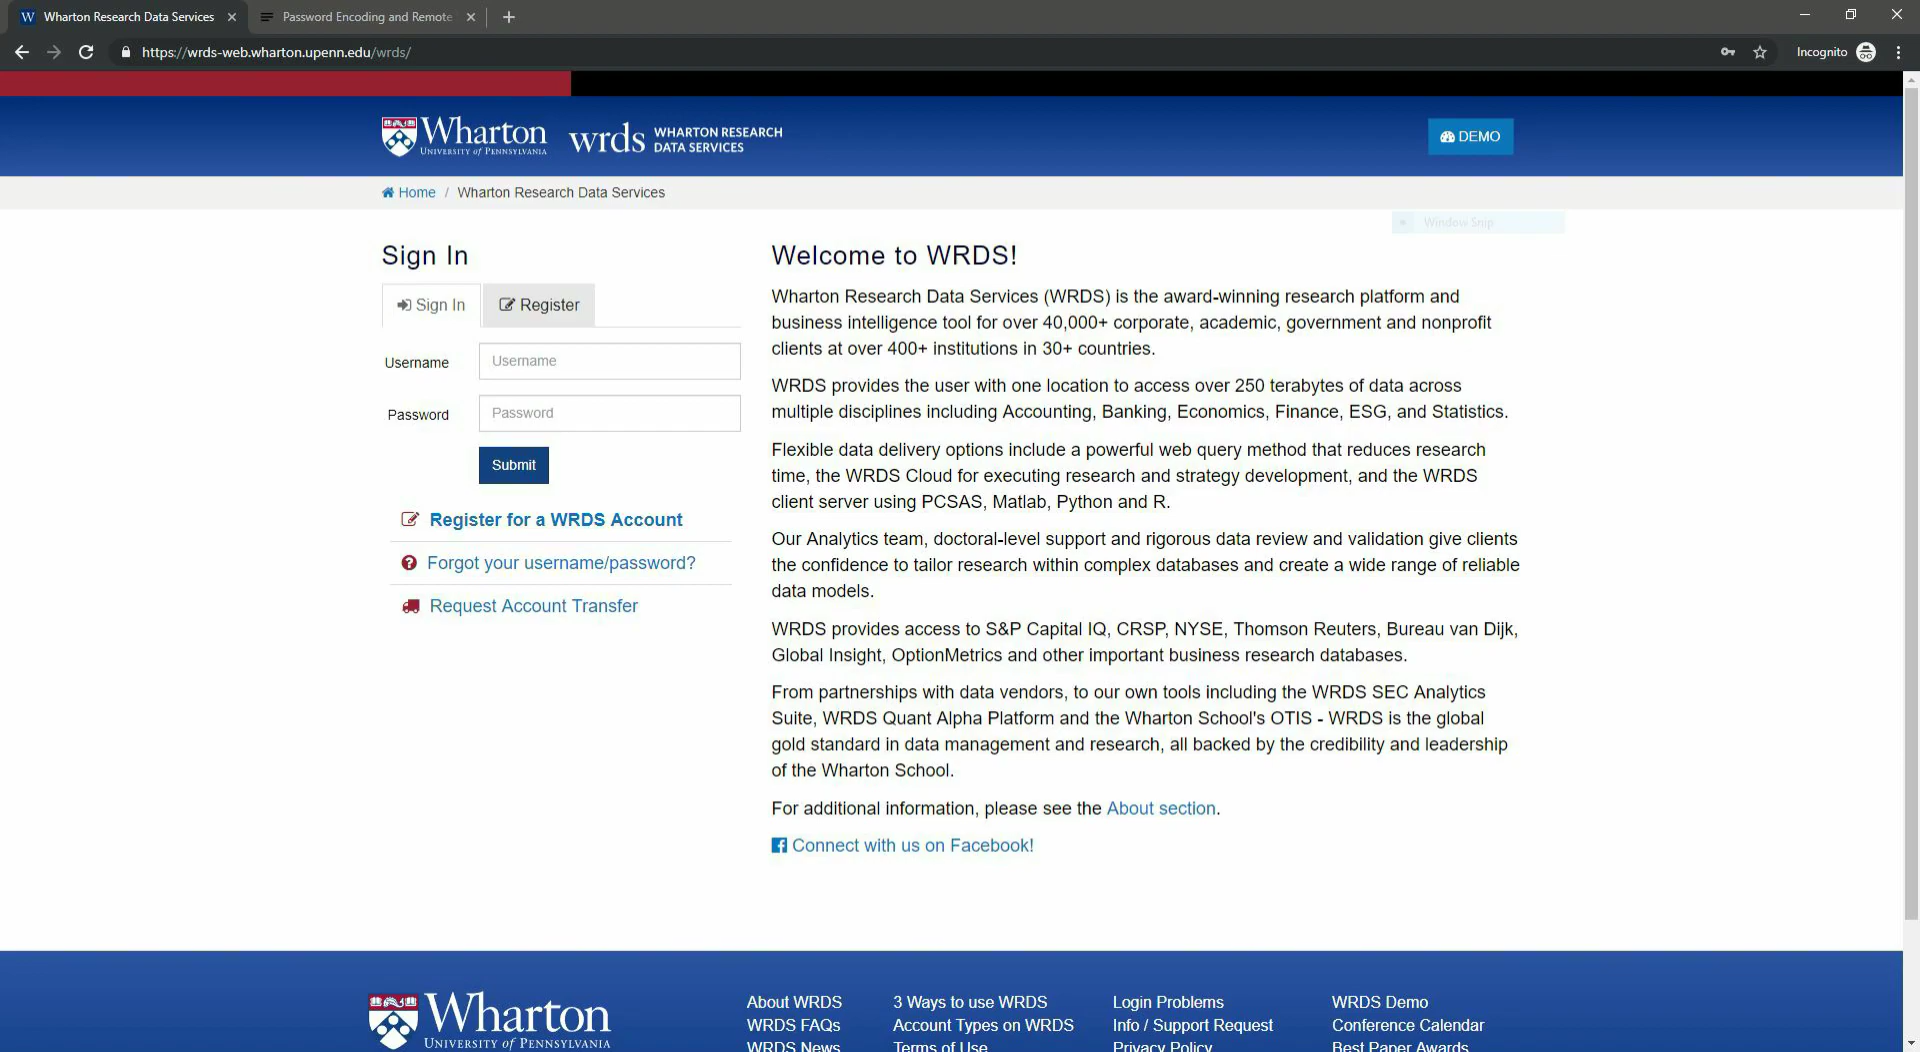 Wharton Research Data Services
Password Encoding and Remote
https://wrds-web.wharton.upenn.edu/wrds/
Incognito
Wharton
UNIVERSITY OF PENNSYLVANIA
wrds WHARTON RESEARCH
DATA SERVICES
DEMO
Home / Wharton Research Data Services
Window Snip
Sign In
Sign In
Register
Username
Username
Password
Password
Submit
Register for a WRDS Account
Forgot your username/password?
Request Account Transfer
Welcome to WRDS!
Wharton Research Data Services (WRDS) is the award-winning research platform and
business intelligence tool for over 40,000+ corporate, academic, government and nonprofit
clients at over 400+ institutions in 30+ countries.
WRDS provides the user with one location to access over 250 terabytes of data across
multiple disciplines including Accounting, Banking, Economics, Finance, ESG, and Statistics.
Flexible data delivery options include a powerful web query method that reduces research
time, the WRDS Cloud for executing research and strategy development, and the WRDS
client server using PCSAS, Matlab, Python and R.
Our Analytics team, doctoral-level support and rigorous data review and validation give clients
the confidence to tailor research within complex databases and create a wide range of reliable
data models.
WRDS provides access to S&P Capital IQ, CRSP, NYSE, Thomson Reuters, Bureau van Dijk,
Global Insight, OptionMetrics and other important business research databases.
From partnerships with data vendors, to our own tools including the WRDS SEC Analytics
Suite, WRDS Quant Alpha Platform and the Wharton School's OTIS - WRDS is the global
gold standard in data management and research, all backed by the credibility and leadership
of the Wharton School.
For additional information, please see the About section.
Connect with us on Facebook!
Wharton
UNIVERSITY OF PENNSYLVANIA
About WRDS
WRDS FAQs
WRDS News
3 Ways to use WRDS
Account Types on WRDS
Terms of Use
Login Problems
Info / Support Request
Privacy Policy
WRDS Demo
Conference Calendar
Best Paper Awards